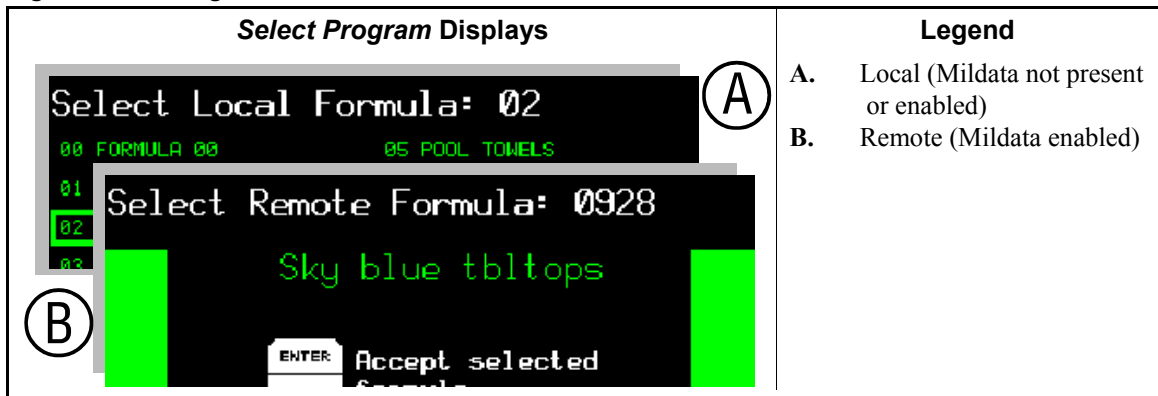 Select Program Displays
Select Local Formula: 02
00 FORMULA 00 05 POOL TOWELS
01
02
03
Select Remote Formula: 0928
Sky blue tbltops
ENTER Accept selected
A
B
Legend
A. Local (Mildata not present
or enabled)
B. Remote (Mildata enabled)